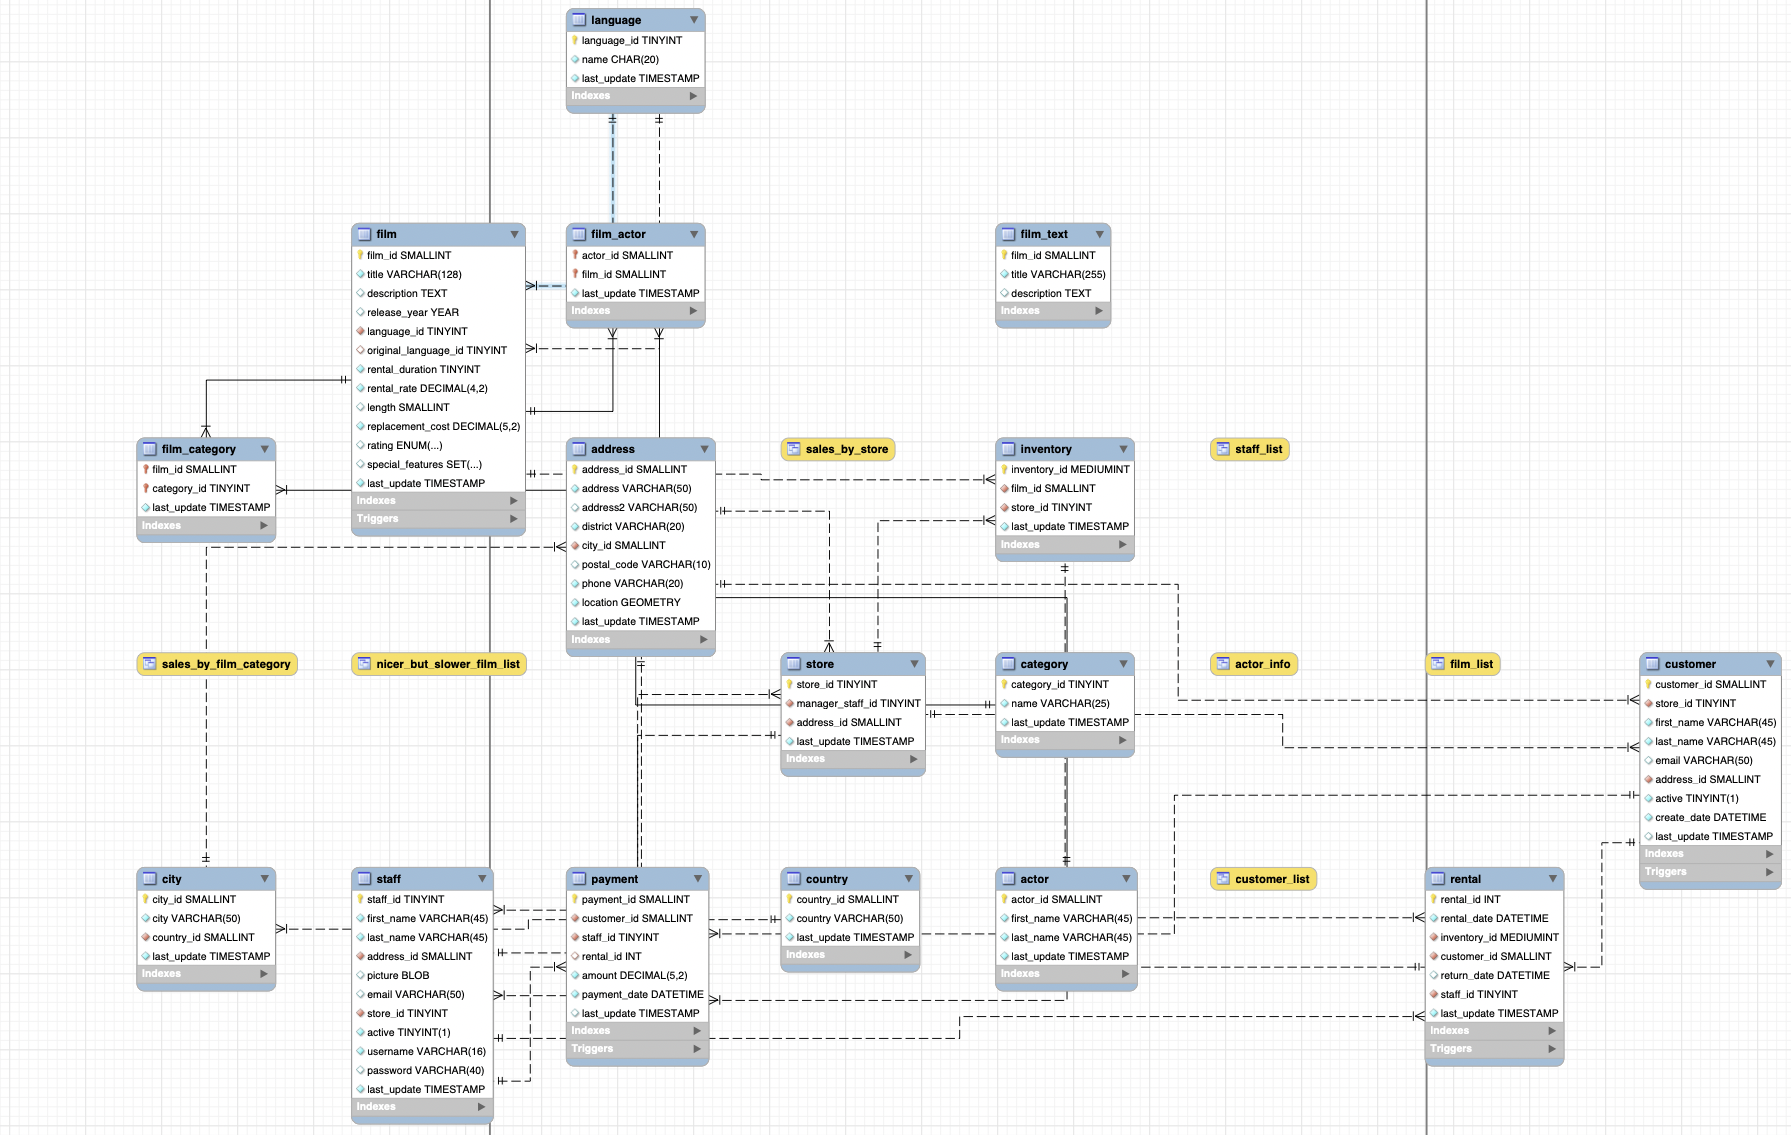 language
language_id TINYINT
name CHAR(20)
last_update TIMESTAMP
Indexes
film
film_id SMALLINT
title VARCHAR(128)
description TEXT
release_year YEAR
language_id TINYINT
original_language_id TINYINT
rental_duration TINYINT
rental_rate DECIMAL(4,2)
length SMALLINT
replacement_cost DECIMAL(5,2)
rating ENUM(...)
special_features SET(...)
last_update TIMESTAMP
Indexes
Triggers
film_actor
actor_id SMALLINT
film_id SMALLINT
last_update TIMESTAMP
Indexes
film_text
film_id SMALLINT
title VARCHAR(255)
description TEXT
Indexes
film_category
film_id SMALLINT
category_id TINYINT
last_update TIMESTAMP
Indexes
address
address_id SMALLINT
address VARCHAR(50)
address2 VARCHAR(50)
district VARCHAR(20)
city_id SMALLINT
postal_code VARCHAR(10)
phone VARCHAR(20)
location GEOMETRY
last_update TIMESTAMP
Indexes
sales_by_store
inventory
inventory_id MEDIUMINT
film_id SMALLINT
store_id TINYINT
last_update TIMESTAMP
Indexes
staff_list
sales_by_film_category
nicer_but_slower_film_list
store
store_id TINYINT
manager_staff_id TINYINT
address_id SMALLINT
last_update TIMESTAMP
Indexes
category
category_id TINYINT
name VARCHAR(25)
last_update TIMESTAMP
Indexes
actor_info
film_list
customer
customer_id SMALLINT
store_id TINYINT
first_name VARCHAR(45)
last_name VARCHAR(45)
email VARCHAR(50)
address_id SMALLINT
active TINYINT(1)
create_date DATETIME
last_update TIMESTAMP
Indexes
Triggers
city
city_id SMALLINT
city VARCHAR(50)
country_id SMALLINT
last_update TIMESTAMP
Indexes
staff
staff_id TINYINT
first_name VARCHAR(45)
last_name VARCHAR(45)
address_id SMALLINT
picture BLOB
email VARCHAR(50)
store_id TINYINT
active TINYINT(1)
username VARCHAR(16)
password VARCHAR(40)
last_update TIMESTAMP
Indexes
payment
payment_id SMALLINT
customer_id SMALLINT
staff_id TINYINT
rental_id INT
amount DECIMAL(5,2)
payment_date DATETIME
last_update TIMESTAMP
Indexes
Triggers
country
country_id SMALLINT
country VARCHAR(50)
last_update TIMESTAMP
Indexes
actor
actor_id SMALLINT
first_name VARCHAR(45)
last_name VARCHAR(45)
last_update TIMESTAMP
Indexes
customer_list
rental
rental_id INT
rental_date DATETIME
inventory_id MEDIUMINT
customer_id SMALLINT
return_date DATETIME
staff_id TINYINT
last_update TIMESTAMP
Indexes
Triggers